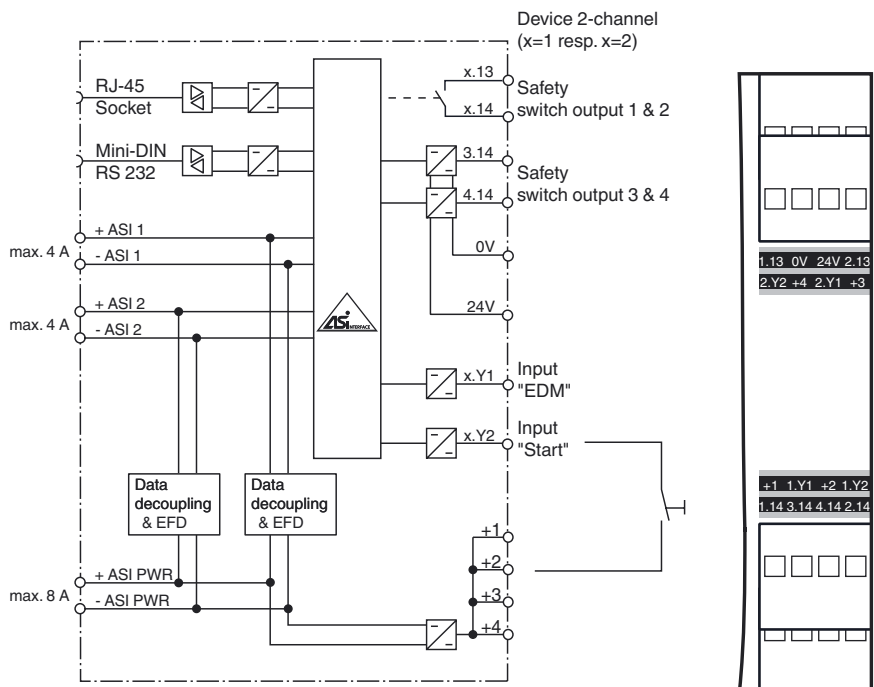 Device 2-channel
(x=1 resp. x=2)
RJ-45
Socket
x.13
x.14
Safety
switch output 1 & 2
Mini-DIN
RS 232
3.14
4.14
Safety
switch output 3 & 4
max. 4 A
+ ASI 1
- ASI 1
0V
max. 4 A
+ ASI 2
- ASI 2
24V
ASi INTERFACE
x.Y1
Input
"EDM"
x.Y2
Input
"Start"
Data
decoupling
& EFD
Data
decoupling
& EFD
max. 8 A
+ ASI PWR
- ASI PWR
+1
+2
+3
+4
1.13 0V 24V 2.13
2.Y2 +4 2.Y1 +3
+1 1.Y1 +2 1.Y2
1.14 3.14 4.14 2.14